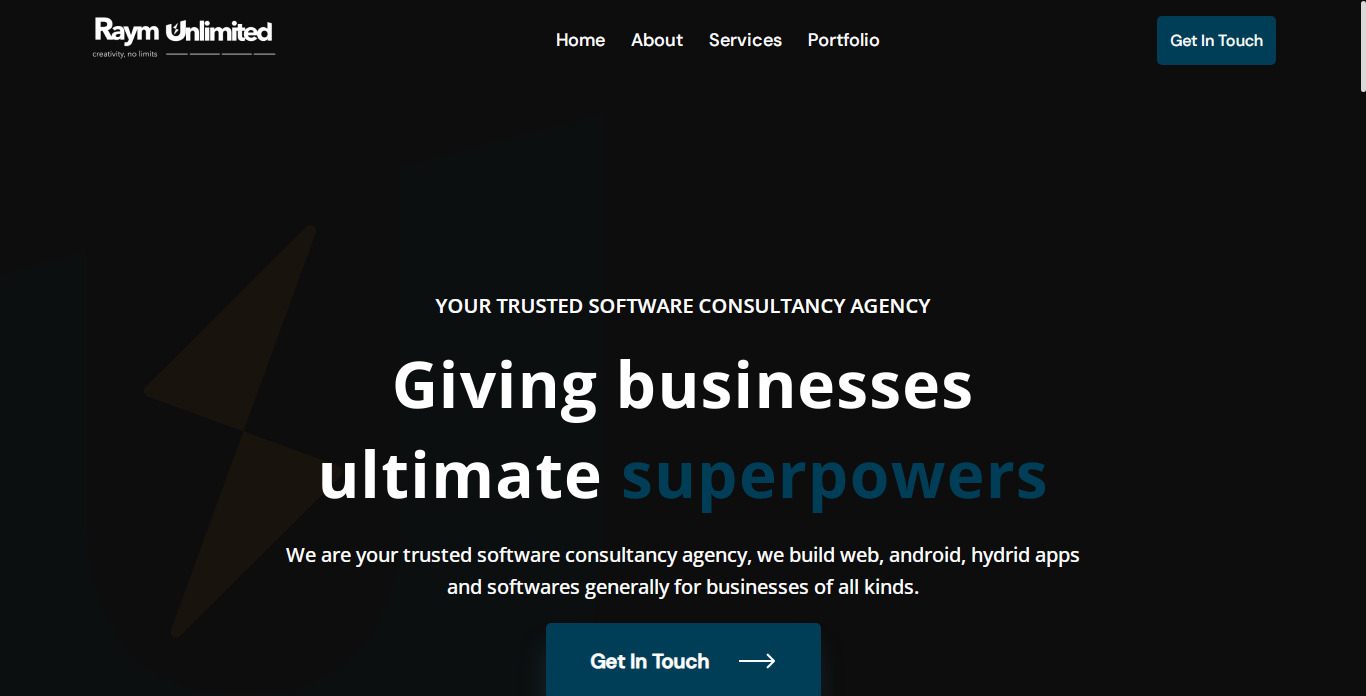 Raym Unlimited
creativity, no limits
Home About Services Portfolio
Get In Touch
YOUR TRUSTED SOFTWARE CONSULTANCY AGENCY
Giving businesses
ultimate superpowers
We are your trusted software consultancy agency, we build web, android, hydrid apps
and softwares generally for businesses of all kinds.
Get In Touch